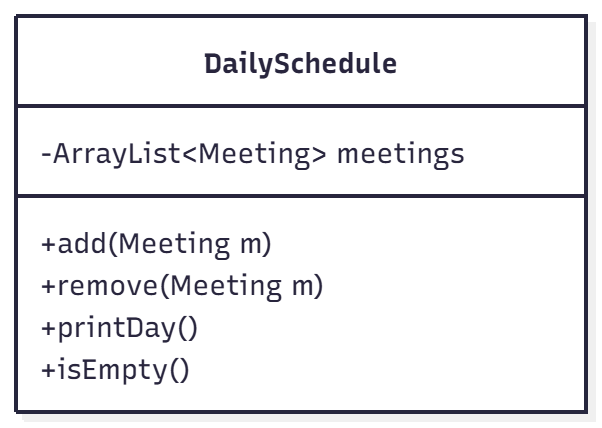 DailySchedule
-ArrayList<Meeting> meetings
+add(Meeting m)
+remove(Meeting m)
+printDay()
+isEmpty()